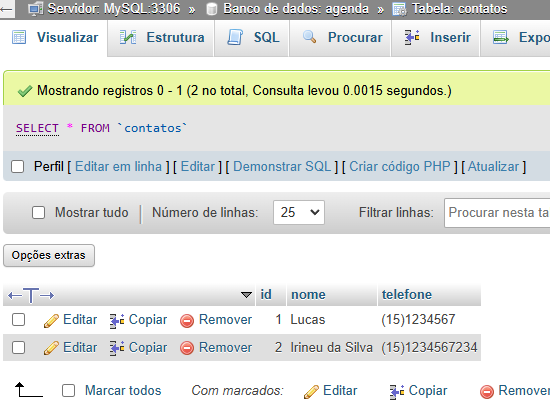 Servidor: MySQL:3306 » Banco de dados: agenda » Tabela: contatos
Visualizar Estrutura SQL Procurar Inserir Expo
Mostrando registros 0 - 1 (2 no total, Consulta levou 0.0015 segundos.)
SELECT * FROM `contatos`
Perfil [ Editar em linha ] [ Editar ] [ Demonstrar SQL ] [ Criar código PHP ] [ Atualizar ]
Mostrar tudo | Número de linhas: 25 Filtrar linhas: Procurar nesta ta
Opções extras
id nome telefone
Editar Copiar Remover 1 Lucas (15)1234567
Editar Copiar Remover 2 Irineu da Silva (15)1234567234
Marcar todos Com marcados: Editar Copiar Remover